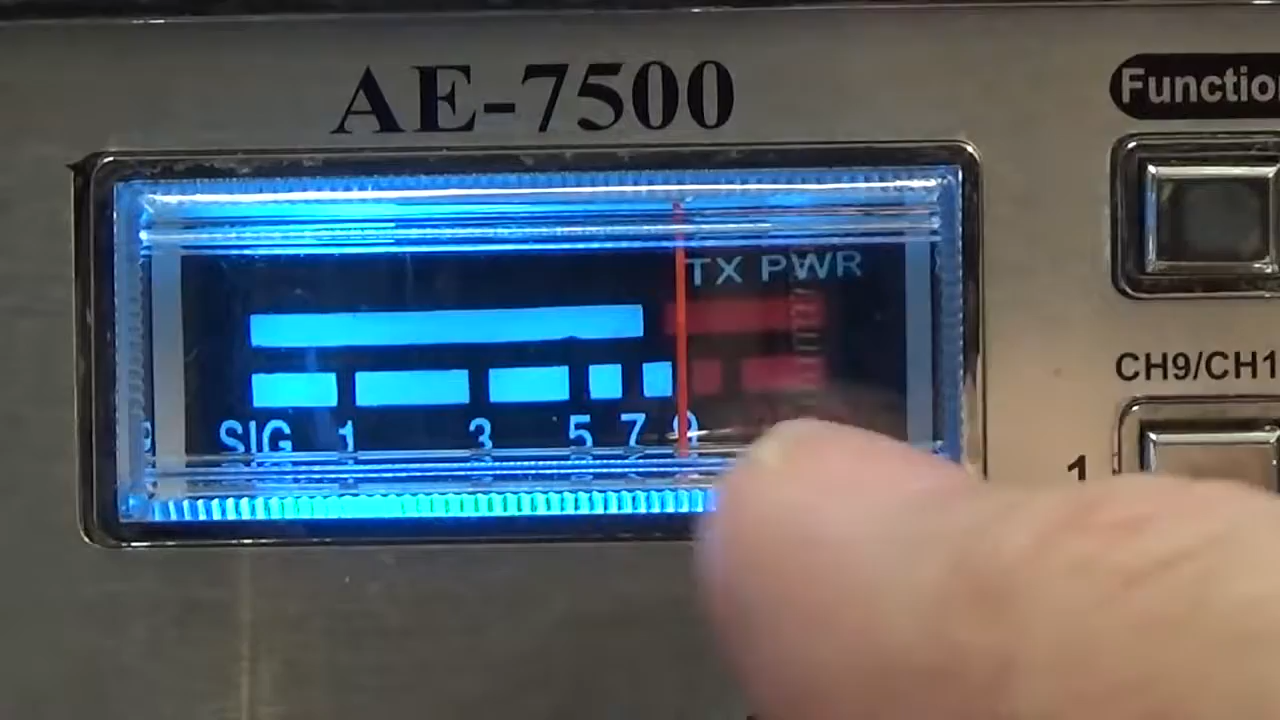 AE-7500
Functio
TX PWR
CH9/CH1
SIG 1 3 5 7 9
1